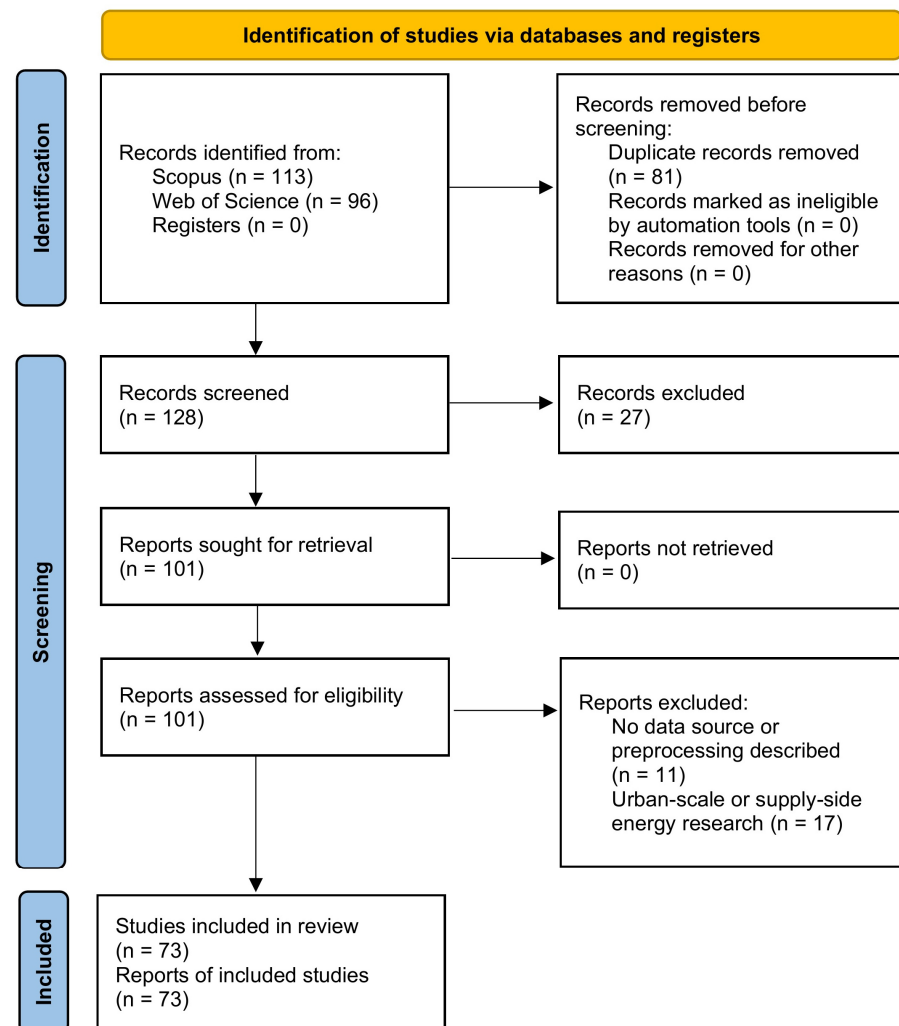 Identification of studies via databases and registers
Identification
Records identified from:
Scopus (n = 113)
Web of Science (n = 96)
Registers (n = 0)
Records removed before
screening:
Duplicate records removed
(n = 81)
Records marked as ineligible
by automation tools (n = 0)
Records removed for other
reasons (n = 0)
Screening
Records screened
(n = 128)
Records excluded
(n = 27)
Reports sought for retrieval
(n = 101)
Reports not retrieved
(n = 0)
Reports assessed for eligibility
(n = 101)
Reports excluded:
No data source or
preprocessing described
(n = 11)
Urban-scale or supply-side
energy research (n = 17)
Included
Studies included in review
(n = 73)
Reports of included studies
(n = 73)